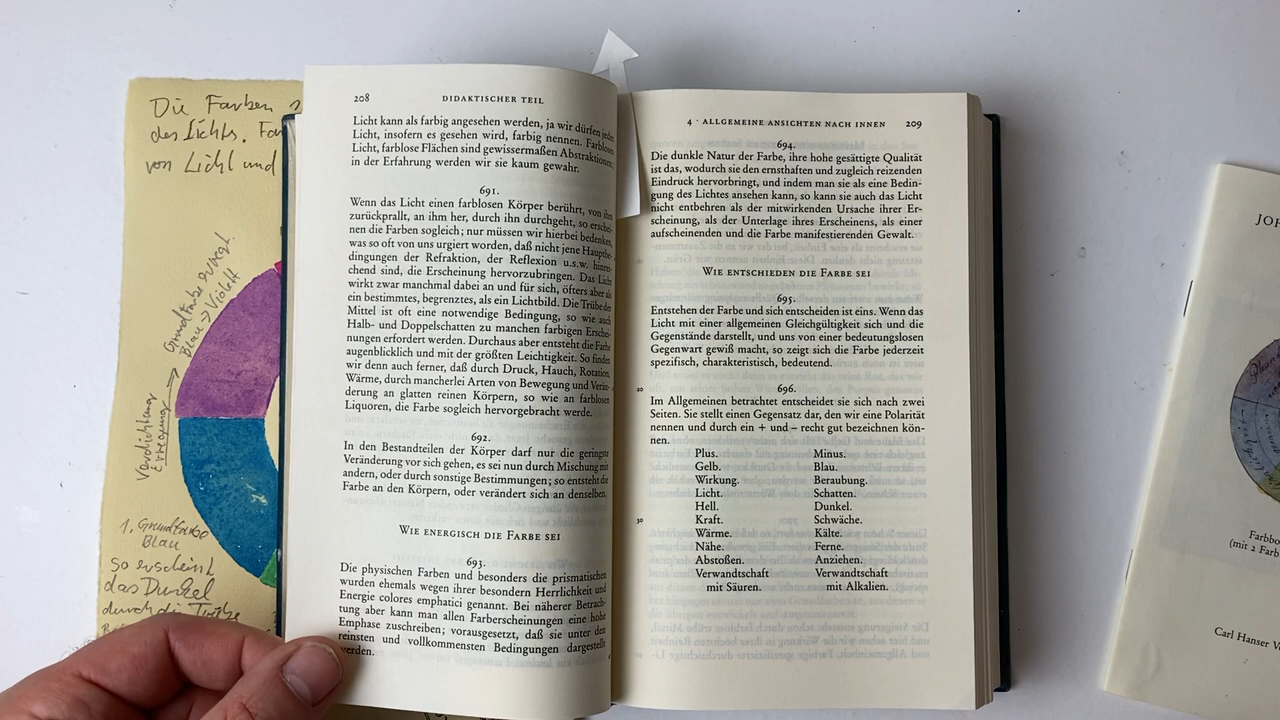 Die Farben
des Lichts.
von Licht und
Grundfarbe
Blau → Violett
Verdichtung
Erregung
1. Grundfarbe
Blau
So erscheint
das Dunkel
durch die Trübe
208 DIDAKTISCHER TEIL
Licht kann als farbig angesehen werden, ja wir dürfen jedes
Licht, insofern es gesehen wird, farbig nennen. Farbloses
Licht, farblose Flächen sind gewissermaßen Abstraktionen;
in der Erfahrung werden wir sie kaum gewahr.
691.
Wenn das Licht einen farblosen Körper berührt, von ihm
zurückprallt, an ihm her, durch ihn durchgeht, so erschei-
nen die Farben sogleich; nur müssen wir hierbei bedenken,
was so oft von uns urgiert worden, daß nicht jene Hauptbe-
dingungen der Refraktion, der Reflexion u.s.w. hinrei-
chend sind, die Erscheinung hervorzubringen. Das Licht
wirkt zwar manchmal dabei an und für sich, öfters aber als
ein bestimmtes, begrenztes, als ein Lichtbild. Die Trübe der
Mittel ist oft eine notwendige Bedingung, so wie auch
Halb- und Doppelschatten zu manchen farbigen Erschei-
nungen erfordert werden. Durchaus aber entsteht die Farbe
augenblicklich und mit der größten Leichtigkeit. So finden
wir denn auch ferner, daß durch Druck, Hauch, Rotation,
Wärme, durch mancherlei Arten von Bewegung und Verän-
derung an glatten reinen Körpern, so wie an farblosen
Liquoren, die Farbe sogleich hervorgebracht werde.
692.
In den Bestandteilen der Körper darf nur die geringste
Veränderung vor sich gehen, es sei nun durch Mischung mit
andern, oder durch sonstige Bestimmungen; so entsteht die
Farbe an den Körpern, oder verändert sich an denselben.
WIE ENERGISCH DIE FARBE SEI
693.
Die physischen Farben und besonders die prismatischen
wurden ehemals wegen ihrer besondern Herrlichkeit und
Energie colores emphatici genannt. Bei näherer Betrach-
tung aber kann man allen Farberscheinungen eine hohe
Emphase zuschreiben; vorausgesetzt, daß sie unter den
reinsten und vollkommensten Bedingungen dargestellt
werden.
4 · ALLGEMEINE ANSICHTEN NACH INNEN 209
694.
Die dunkle Natur der Farbe, ihre hohe gesättigte Qualität
ist das, wodurch sie den ernsthaften und zugleich reizenden
Eindruck hervorbringt, und indem man sie als eine Bedin-
gung des Lichtes ansehen kann, so kann sie auch das Licht
nicht entbehren als der mitwirkenden Ursache ihrer Er-
scheinung, als der Unterlage ihres Erscheinens, als einer
aufscheinenden und die Farbe manifestierenden Gewalt.
WIE ENTSCHIEDEN DIE FARBE SEI
695.
Entstehen der Farbe und sich entscheiden ist eins. Wenn das
Licht mit einer allgemeinen Gleichgültigkeit sich und die
Gegenstände darstellt, und uns von einer bedeutungslosen
Gegenwart gewiß macht, so zeigt sich die Farbe jederzeit
spezifisch, charakteristisch, bedeutend.
20 696.
Im Allgemeinen betrachtet entscheidet sie sich nach zwei
Seiten. Sie stellt einen Gegensatz dar, den wir eine Polarität
nennen und durch ein + und – recht gut bezeichnen kön-
nen.
Plus. Minus.
Gelb. Blau.
Wirkung. Beraubung.
Licht. Schatten.
Hell. Dunkel.
30 Kraft. Schwäche.
Wärme. Kälte.
Nähe. Ferne.
Abstoßen. Anziehen.
Verwandtschaft Verwandtschaft
mit Säuren. mit Alkalien.
JO
Farbbo
(mit 2 Farb
Carl Hanser V